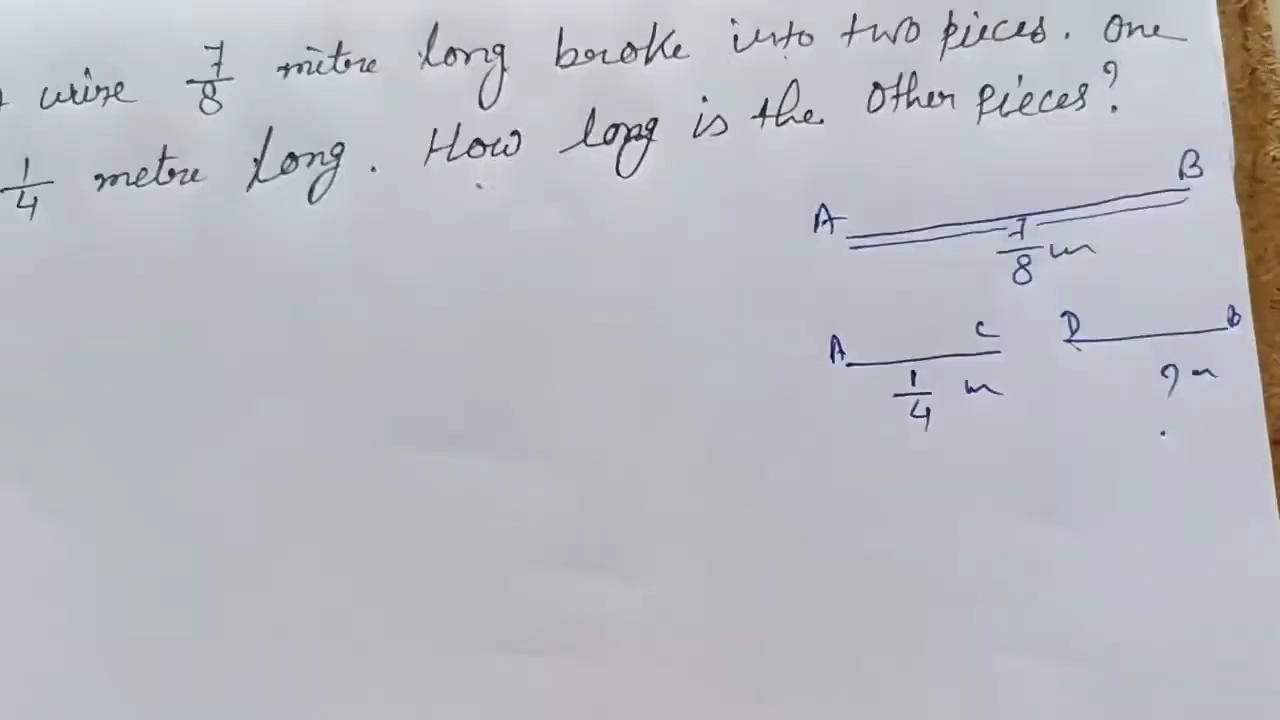 wire 7/8 metre long broke into two pieces. One
1/4 metre long. How long is the other pieces?
A B
7/8 m
A C D B
1/4 m ? m